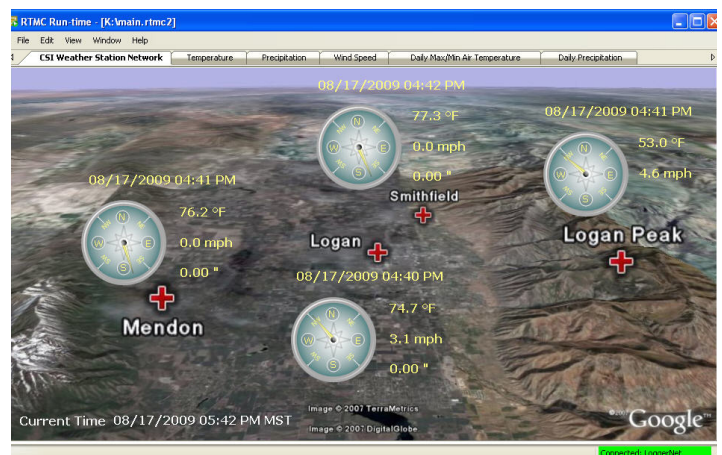 RTMC Run-time - [K:\main.rtmc2]
File Edit View Window Help
CSI Weather Station Network Temperature Precipitation Wind Speed Daily Max/Min Air Temperature Daily Precipitation
08/17/2009 04:42 PM
N
W E
S
77.3 °F
0.0 mph
0.00 "
Smithfield
08/17/2009 04:41 PM
N
W E
S
53.0 °F
4.6 mph
Logan Peak
08/17/2009 04:41 PM
N
W E
S
76.2 °F
0.0 mph
0.00 "
Mendon
Logan
08/17/2009 04:40 PM
N
W E
S
74.7 °F
3.1 mph
0.00 "
Current Time 08/17/2009 05:42 PM MST
Image © 2007 TerraMetrics
Image © 2007 DigitalGlobe
©2007 Google™
Connected: LoggerNet